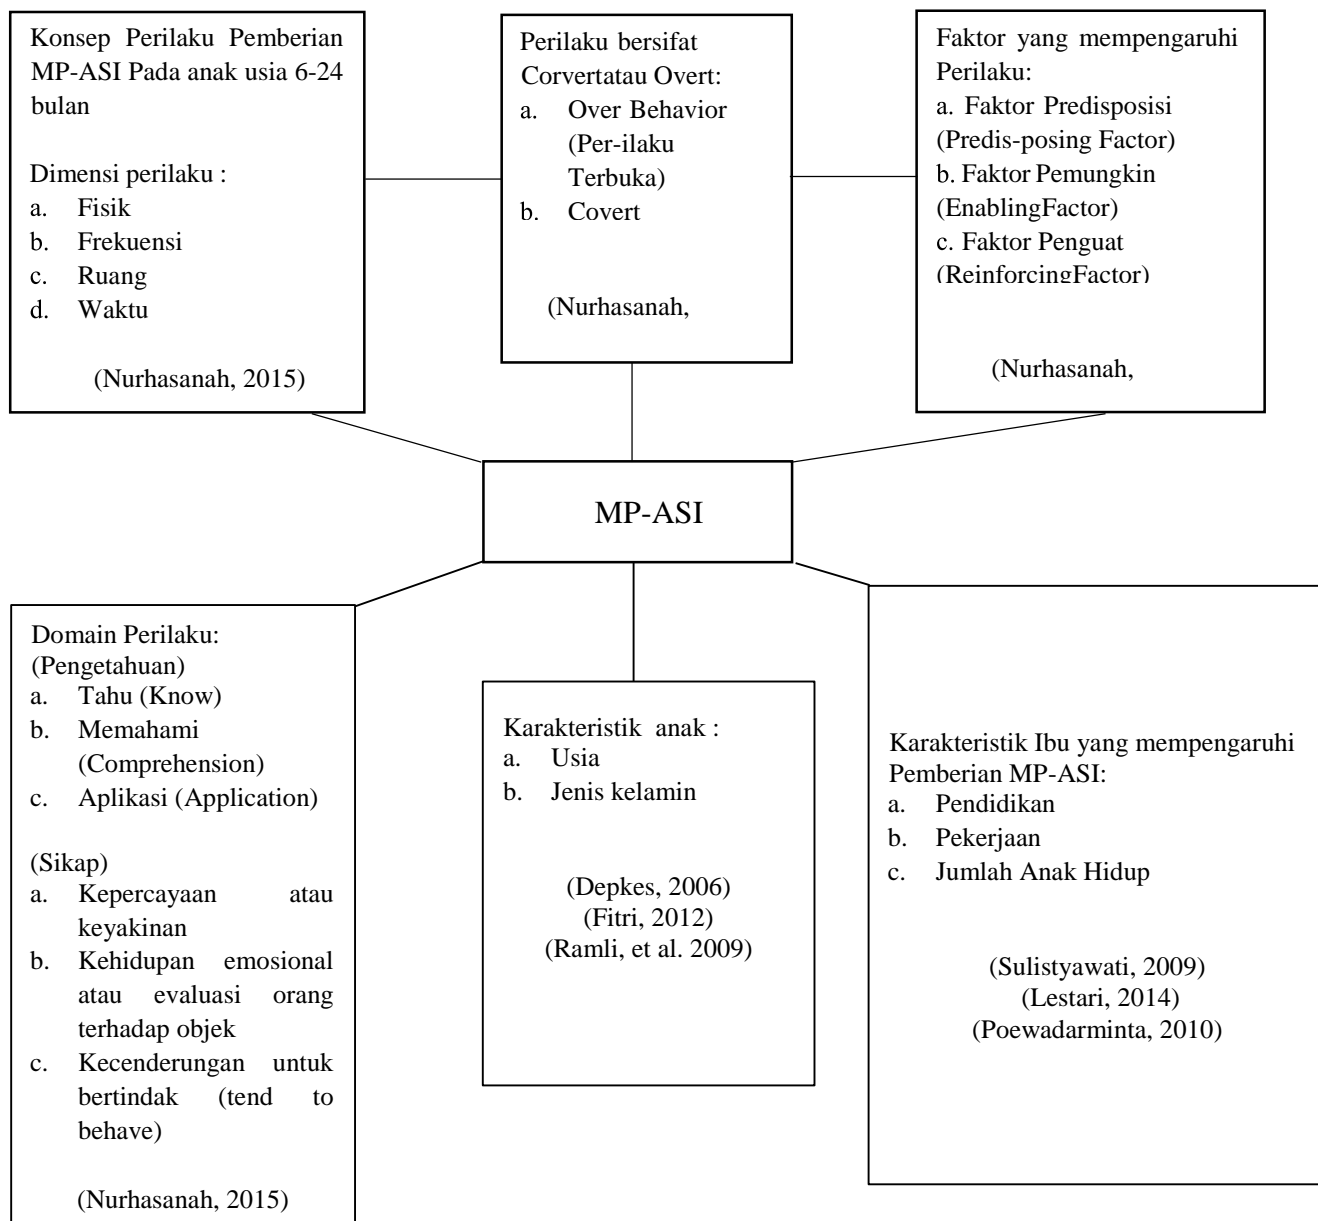 Konsep Perilaku Pemberian
MP-ASI Pada anak usia 6-24
bulan
Dimensi perilaku :
a. Fisik
b. Frekuensi
c. Ruang
d. Waktu
(Nurhasanah, 2015)
Perilaku bersifat
Corvertatau Overt:
a. Over Behavior
(Per-ilaku
Terbuka)
b. Covert
(Nurhasanah,
Faktor yang mempengaruhi
Perilaku:
a. Faktor Predisposisi
(Predis-posing Factor)
b. Faktor Pemungkin
(EnablingFactor)
c. Faktor Penguat
(ReinforcingFactor)
(Nurhasanah,
MP-ASI
Domain Perilaku:
(Pengetahuan)
a. Tahu (Know)
b. Memahami
(Comprehension)
c. Aplikasi (Application)
(Sikap)
a. Kepercayaan atau
keyakinan
b. Kehidupan emosional
atau evaluasi orang
terhadap objek
c. Kecenderungan untuk
bertindak (tend to
behave)
(Nurhasanah, 2015)
Karakteristik anak :
a. Usia
b. Jenis kelamin
(Depkes, 2006)
(Fitri, 2012)
(Ramli, et al. 2009)
Karakteristik Ibu yang mempengaruhi
Pemberian MP-ASI:
a. Pendidikan
b. Pekerjaan
c. Jumlah Anak Hidup
(Sulistyawati, 2009)
(Lestari, 2014)
(Poewadarminta, 2010)